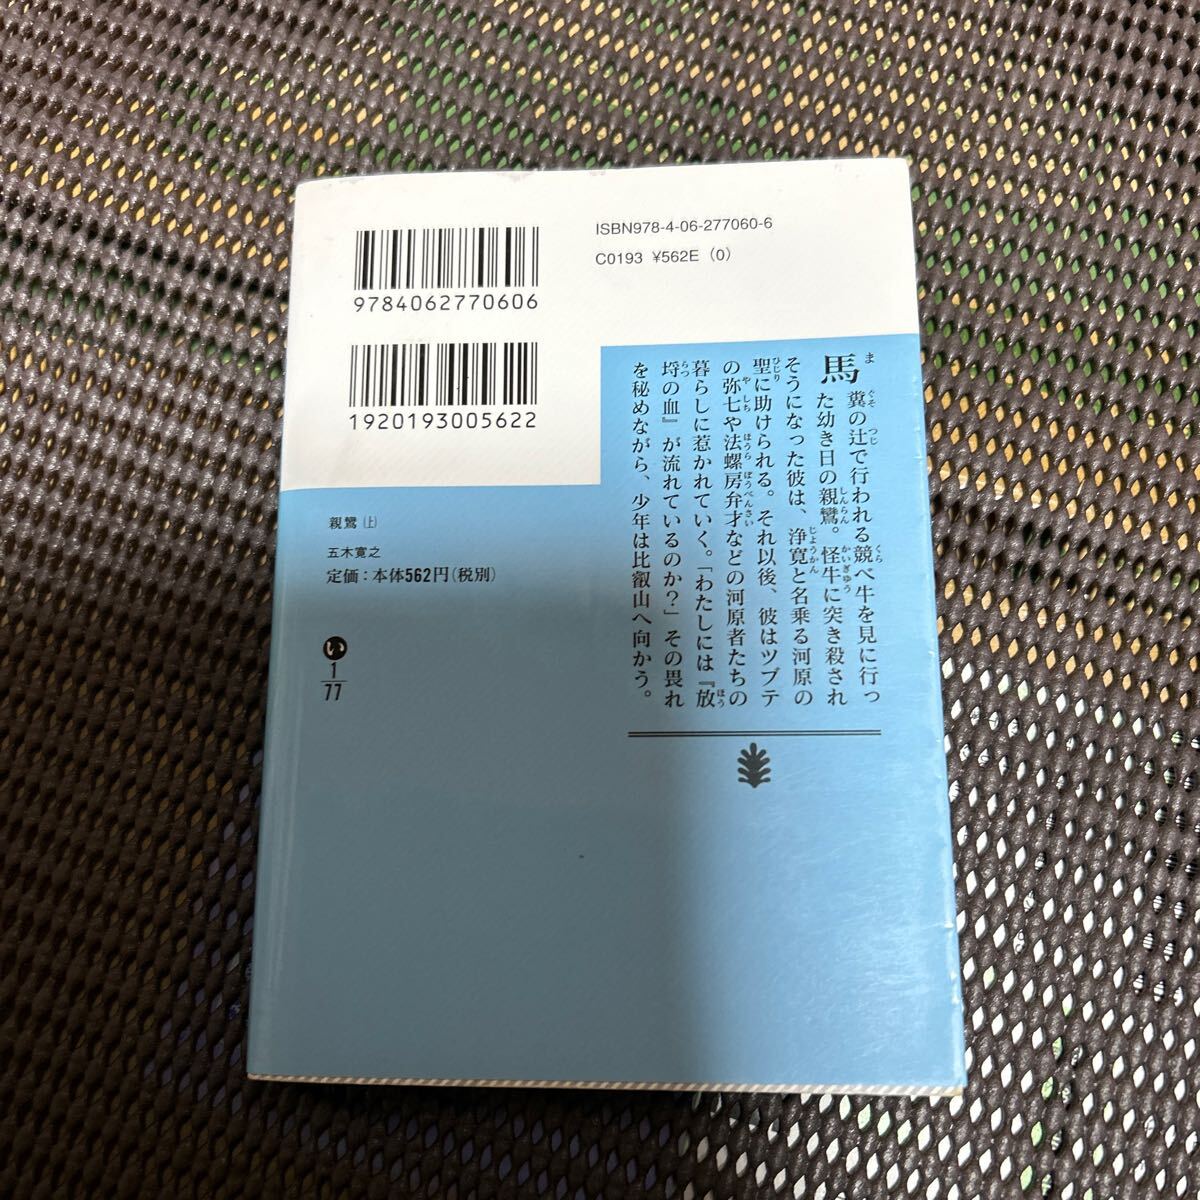 9784062770606
1920193005622
ISBN978-4-06-277060-6
C0193 ¥562E (0)
馬糞の辻で行われる競べ牛を見に行っ
た幼き日の親鸞。怪牛に突き殺され
そうになった彼は、浄寛と名乗る河原の
聖に助けられる。それ以後、彼はツブテ
の弥七や法螺房弁才などの河原者たちの
暮らしに惹かれていく。「わたしには『放
埒の血』が流れているのか?」その畏れ
を秘めながら、少年は比叡山へ向かう。
親鸞(上)
五木寛之
定価:本体562円(税別)
い
1
77